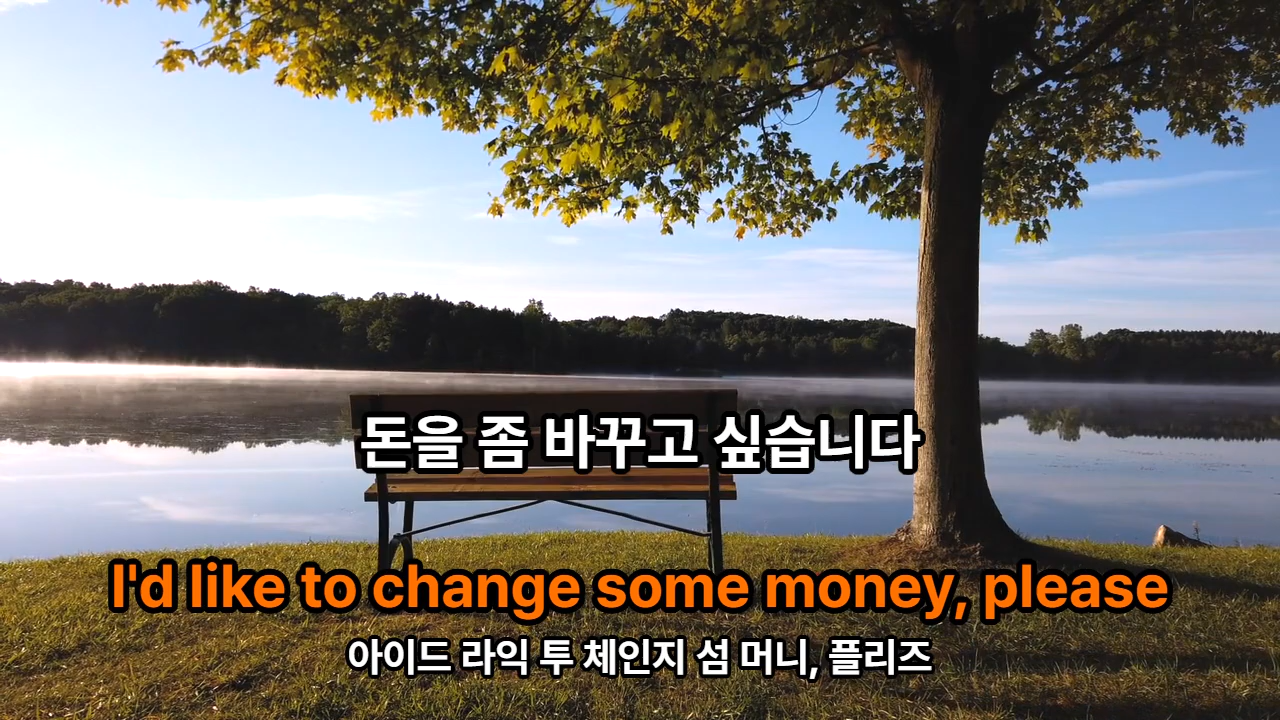 돈을 좀 바꾸고 싶습니다
I'd like to change some money, please
아이드 라익 투 체인지 섬 머니, 플리즈